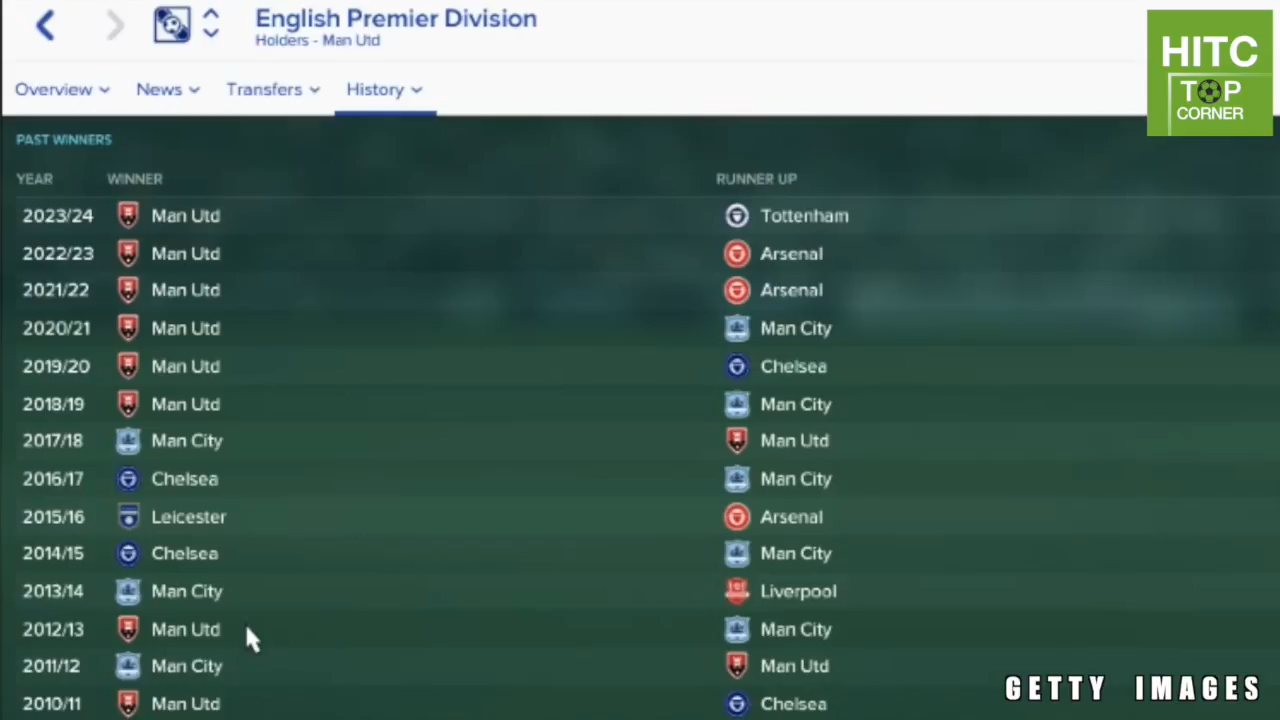 English Premier Division
Holders - Man Utd
HITC
TOP
CORNER
Overview News Transfers History
PAST WINNERS
YEAR WINNER RUNNER UP
2023/24 Man Utd Tottenham
2022/23 Man Utd Arsenal
2021/22 Man Utd Arsenal
2020/21 Man Utd Man City
2019/20 Man Utd Chelsea
2018/19 Man Utd Man City
2017/18 Man City Man Utd
2016/17 Chelsea Man City
2015/16 Leicester Arsenal
2014/15 Chelsea Man City
2013/14 Man City Liverpool
2012/13 Man Utd Man City
2011/12 Man City Man Utd
2010/11 Man Utd Chelsea
GETTY IMAGES